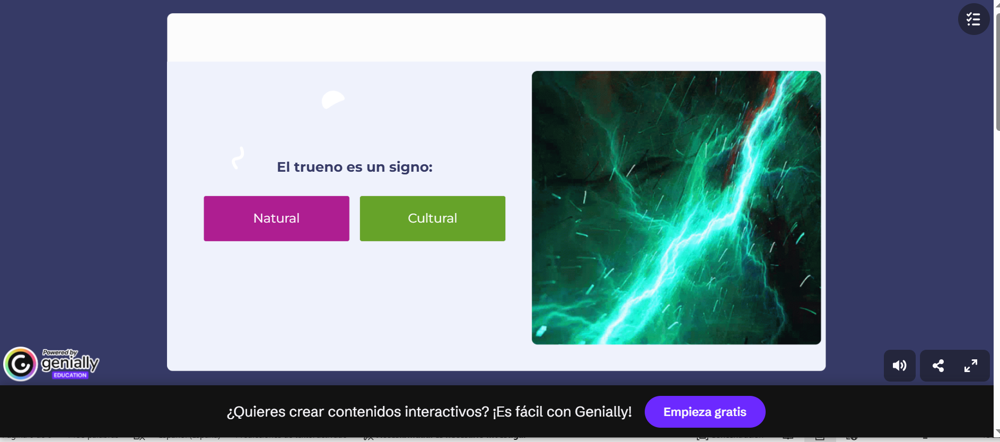 El trueno es un signo:
Natural
Cultural
Powered by
genially
EDUCATION
¿Quieres crear contenidos interactivos? ¡Es fácil con Genially!
Empieza gratis